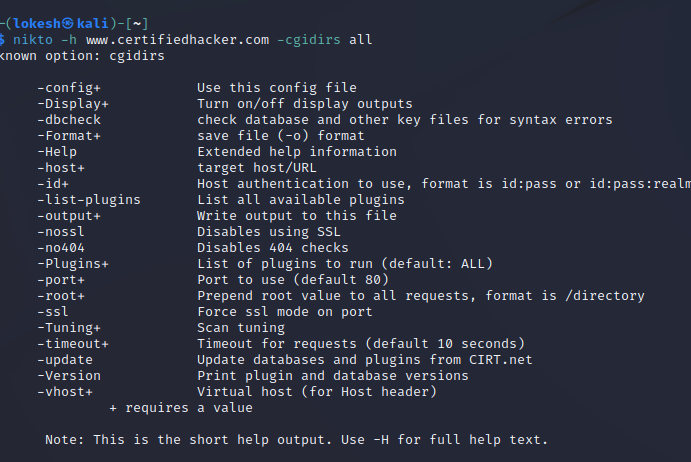 -(lokesh㉿kali)-[~]
$ nikto -h www.certifiedhacker.com -cgidirs all
known option: cgidirs
-config+ Use this config file
-Display+ Turn on/off display outputs
-dbcheck check database and other key files for syntax errors
-Format+ save file (-o) format
-Help Extended help information
-host+ target host/URL
-id+ Host authentication to use, format is id:pass or id:pass:realm
-list-plugins List all available plugins
-output+ Write output to this file
-nossl Disables using SSL
-no404 Disables 404 checks
-Plugins+ List of plugins to run (default: ALL)
-port+ Port to use (default 80)
-root+ Prepend root value to all requests, format is /directory
-ssl Force ssl mode on port
-Tuning+ Scan tuning
-timeout+ Timeout for requests (default 10 seconds)
-update Update databases and plugins from CIRT.net
-Version Print plugin and database versions
-vhost+ Virtual host (for Host header)
+ requires a value
Note: This is the short help output. Use -H for full help text.